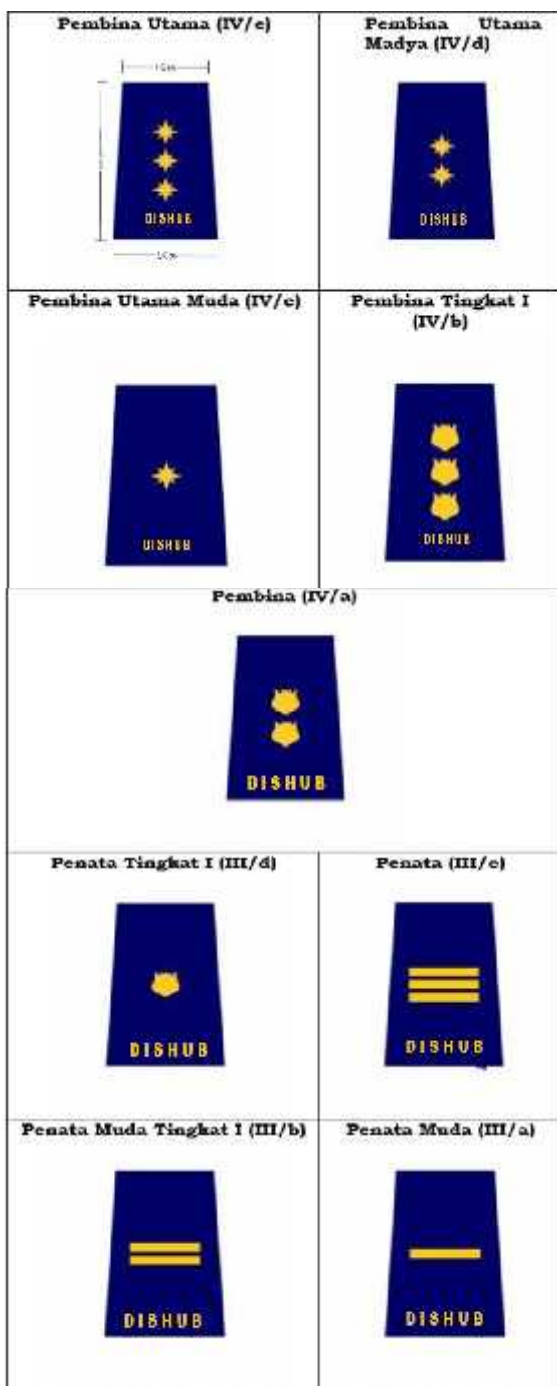 Pembina Utama (IV/e)
Pembina Utama
Madya (IV/d)
DISHUB
DISHUB
Pembina Utama Muda (IV/c)
Pembina Tingkat I
(IV/b)
DISHUB
DISHUB
Pembina (IV/a)
DISHUB
Penata Tingkat I (III/d)
Penata (III/c)
DISHUB
DISHUB
Penata Muda Tingkat I (III/b)
Penata Muda (III/a)
DISHUB
DISHUB